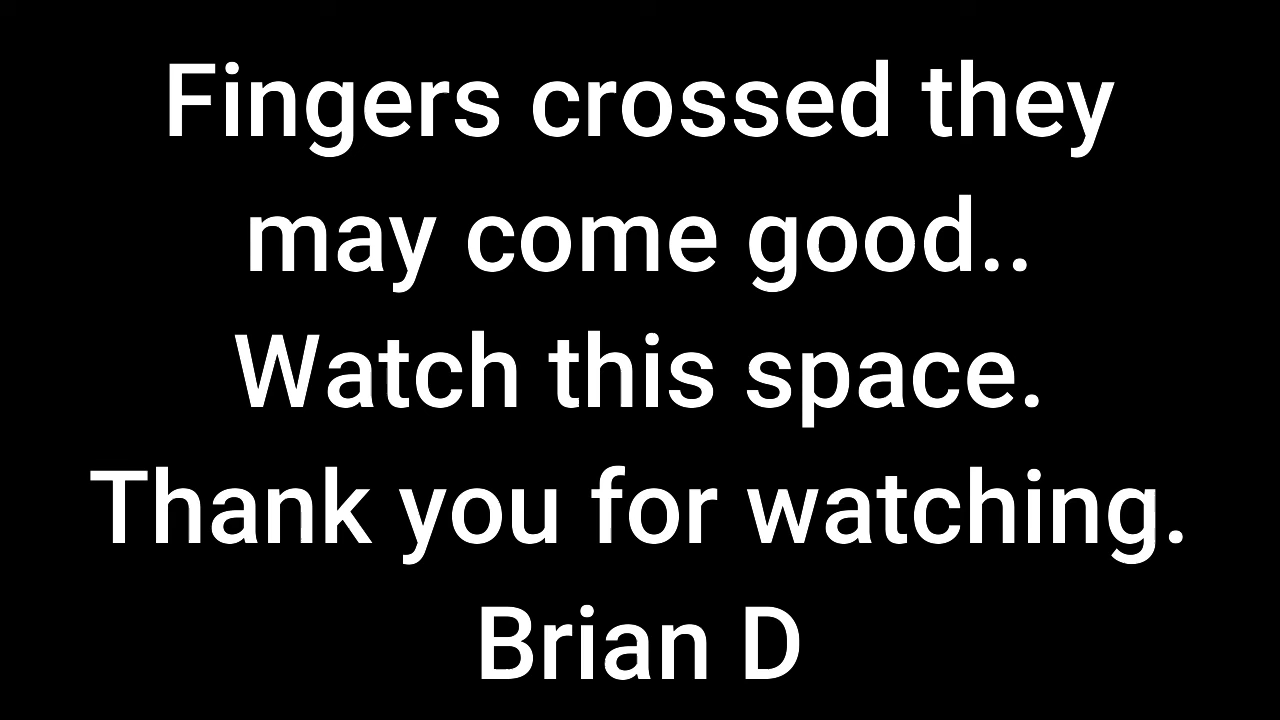 Fingers crossed they
may come good..
Watch this space.
Thank you for watching.
Brian D